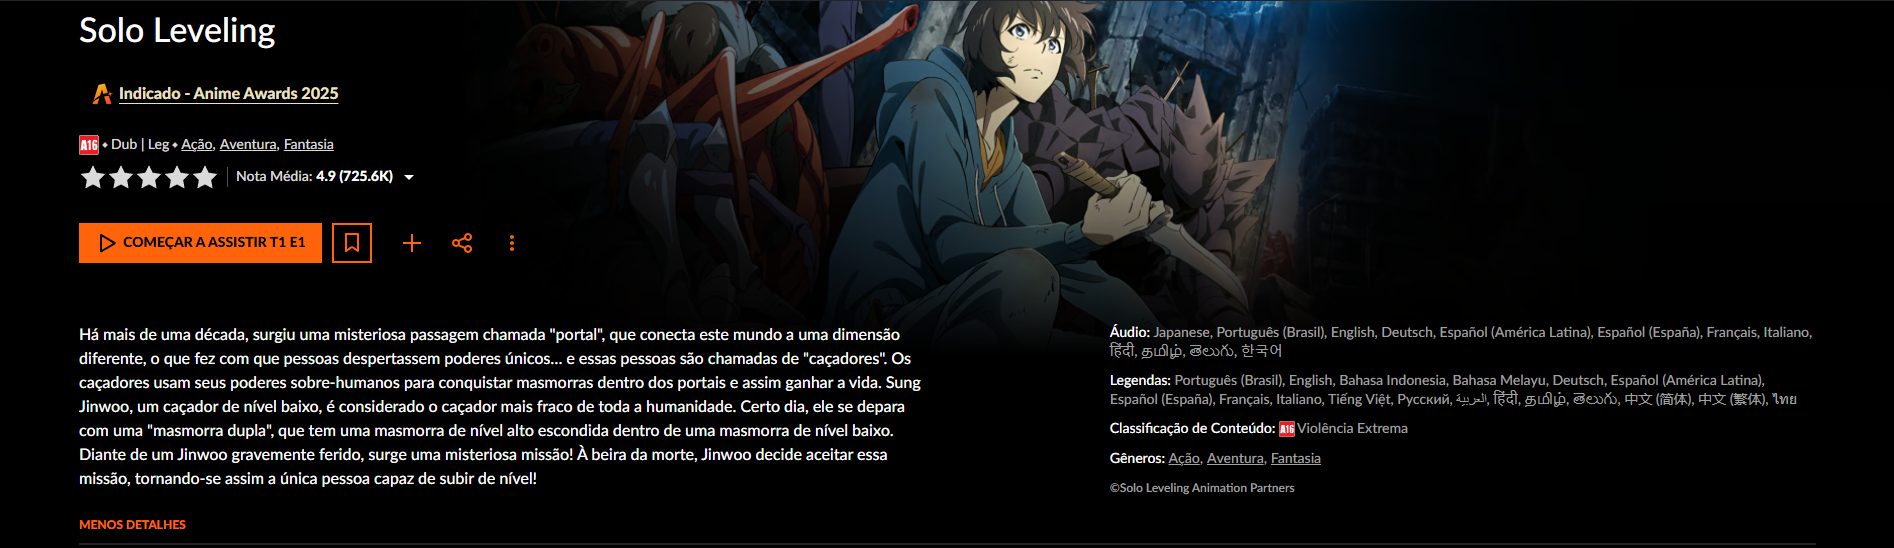 Solo Leveling
Indicado - Anime Awards 2025
A16 ◆ Dub | Leg ◆ Ação, Aventura, Fantasia
Nota Média: 4.9 (725.6K)
COMEÇAR A ASSISTIR T1 E1
Há mais de uma década, surgiu uma misteriosa passagem chamada "portal", que conecta este mundo a uma dimensão
diferente, o que fez com que pessoas despertassem poderes únicos... e essas pessoas são chamadas de "caçadores". Os
caçadores usam seus poderes sobre-humanos para conquistar masmorras dentro dos portais e assim ganhar a vida. Sung
Jinwoo, um caçador de nível baixo, é considerado o caçador mais fraco de toda a humanidade. Certo dia, ele se depara
com uma "masmorra dupla", que tem uma masmorra de nível alto escondida dentro de uma masmorra de nível baixo.
Diante de um Jinwoo gravemente ferido, surge uma misteriosa missão! À beira da morte, Jinwoo decide aceitar essa
missão, tornando-se assim a única pessoa capaz de subir de nível!
MENOS DETALHES
Áudio: Japanese, Português (Brasil), English, Deutsch, Español (América Latina), Español (España), Français, Italiano,
हिंदी, தமிழ், తెలుగు, 한국어
Legendas: Português (Brasil), English, Bahasa Indonesia, Bahasa Melayu, Deutsch, Español (América Latina),
Español (España), Français, Italiano, Tiếng Việt, Русский, العربية, हिंदी, தமிழ், తెలుగు, 中文 (简体), 中文 (繁体), ไทย
Classificação de Conteúdo: A16 Violência Extrema
Gêneros: Ação, Aventura, Fantasia
©Solo Leveling Animation Partners